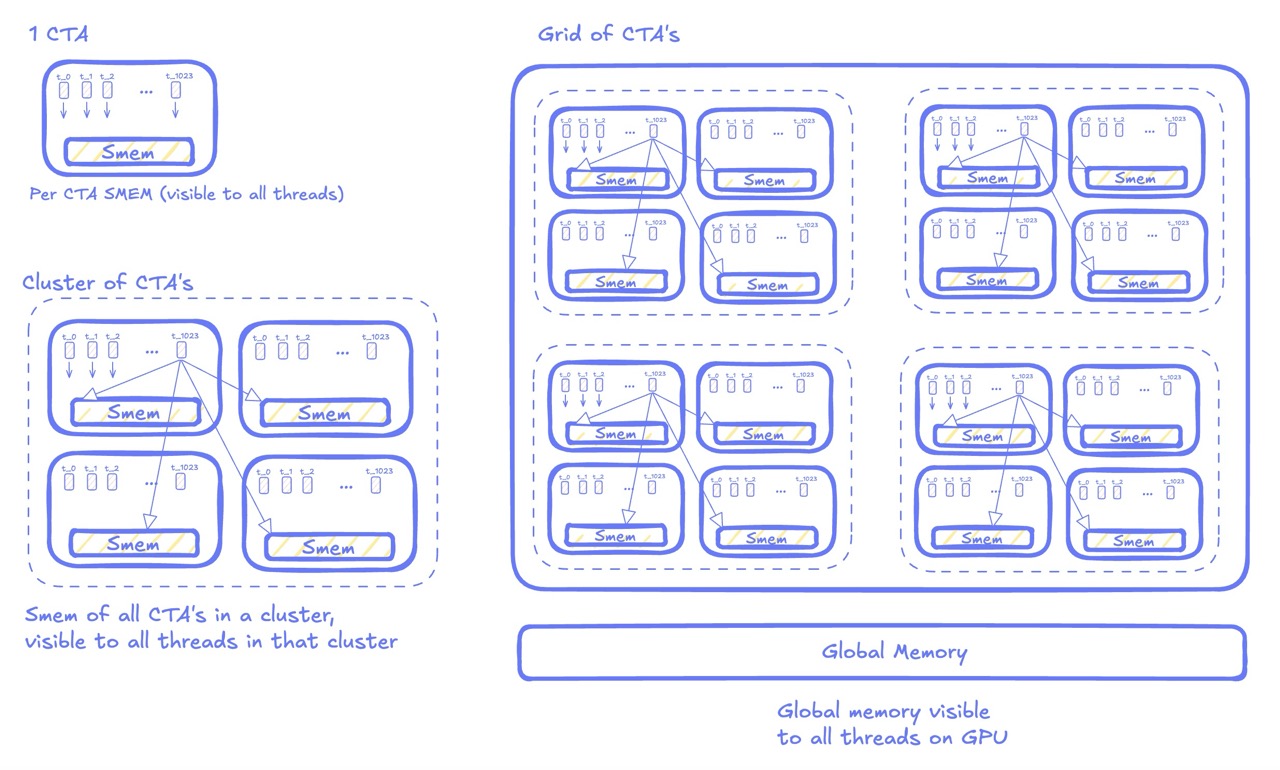 1 CTA
t_0 t_1 t_2 ... t_1023
Smem
Per CTA SMEM (visible to all threads)
Cluster of CTA's
t_0 t_1 t_2 ... t_1023 t_0 t_1 t_2 ... t_1023
Smem Smem
t_0 t_1 t_2 ... t_1023 t_0 t_1 t_2 ... t_1023
Smem Smem
Smem of all CTA's in a cluster,
visible to all threads in that cluster
Grid of CTA's
t_0 t_1 t_2 ... t_1023 t_0 t_1 t_2 ... t_1023 t_0 t_1 t_2 ... t_1023 t_0 t_1 t_2 ... t_1023
Smem Smem Smem Smem
t_0 t_1 t_2 ... t_1023 t_0 t_1 t_2 ... t_1023 t_0 t_1 t_2 ... t_1023 t_0 t_1 t_2 ... t_1023
Smem Smem Smem Smem
t_0 t_1 t_2 ... t_1023 t_0 t_1 t_2 ... t_1023 t_0 t_1 t_2 ... t_1023 t_0 t_1 t_2 ... t_1023
Smem Smem Smem Smem
t_0 t_1 t_2 ... t_1023 t_0 t_1 t_2 ... t_1023 t_0 t_1 t_2 ... t_1023 t_0 t_1 t_2 ... t_1023
Smem Smem Smem Smem
Global Memory
Global memory visible
to all threads on GPU